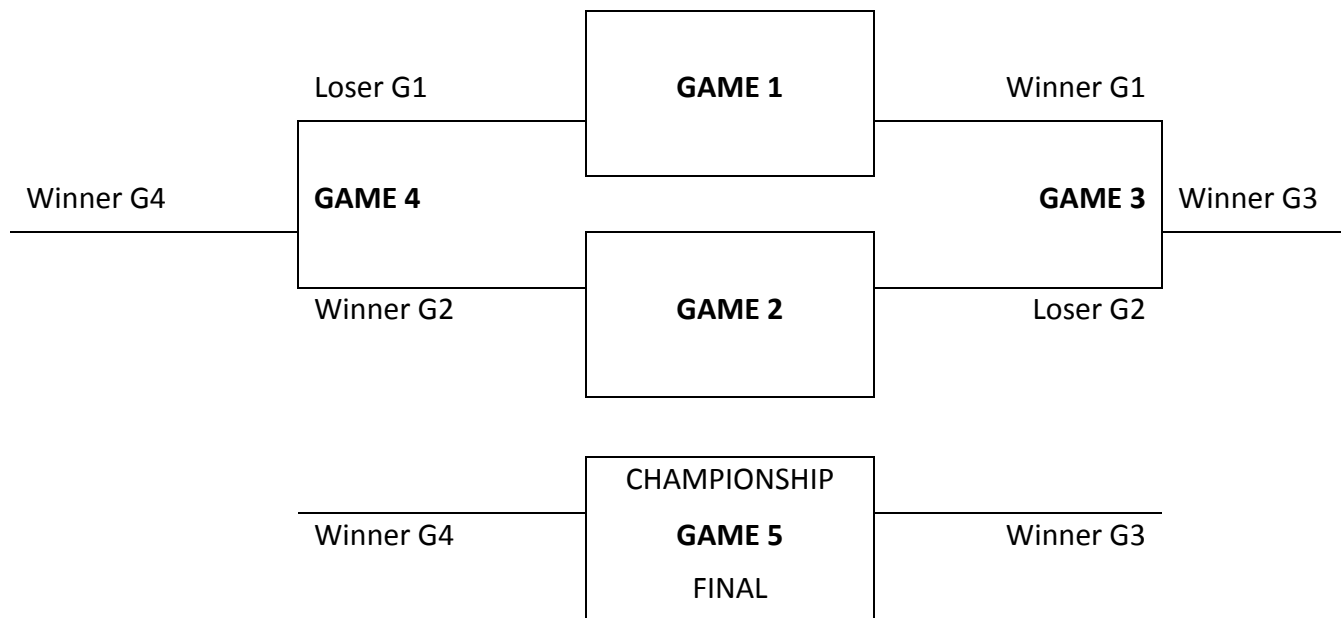 Loser G1
GAME 1
Winner G1
Winner G4
GAME 4
GAME 3
Winner G3
Winner G2
GAME 2
Loser G2
CHAMPIONSHIP
Winner G4
GAME 5
Winner G3
FINAL